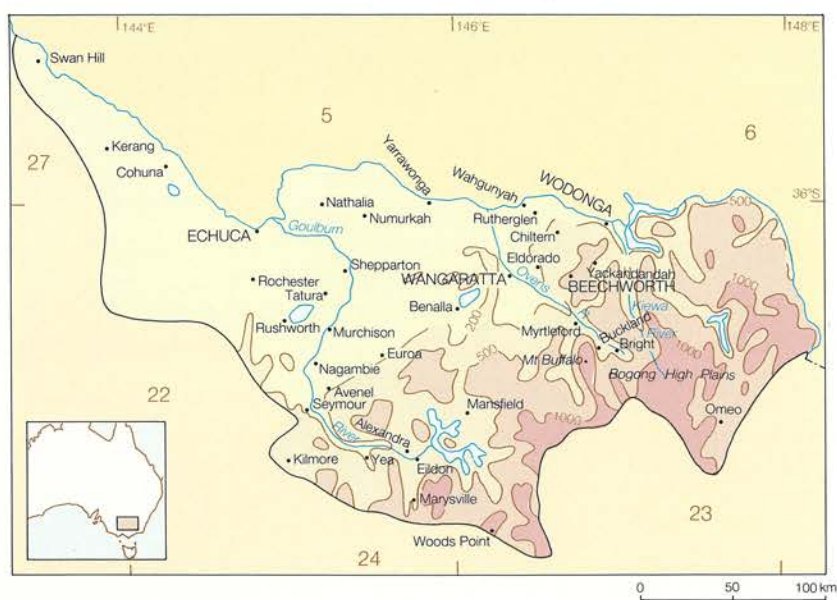 144°E
146°E
148°E
Swan Hill
5
6
27
Kerang
Cohuna
Yarrawonga
Wahgunyah
WODONGA
36°S
500
Nathalia
Numurkah
Rutherglen
Chiltern
ECHUCA
Goulburn
Eldorado
Shepparton
WANGARATTA
Yackandandah
BEECHWORTH
1000
Rochester
Tatura
Ovens
Kiewa
Benalla
200
Rushworth
Murchison
Myrtleford
R
Buckland
River
Bright
1000
Euroa
500
Mt Buffalo
Nagambie
Bogong High Plains
22
Avenel
Seymour
Mansfield
Omeo
1000
River
Alexandra
Kilmore
Yea
Eildon
Marysville
23
Woods Point
24
0 50 100 km